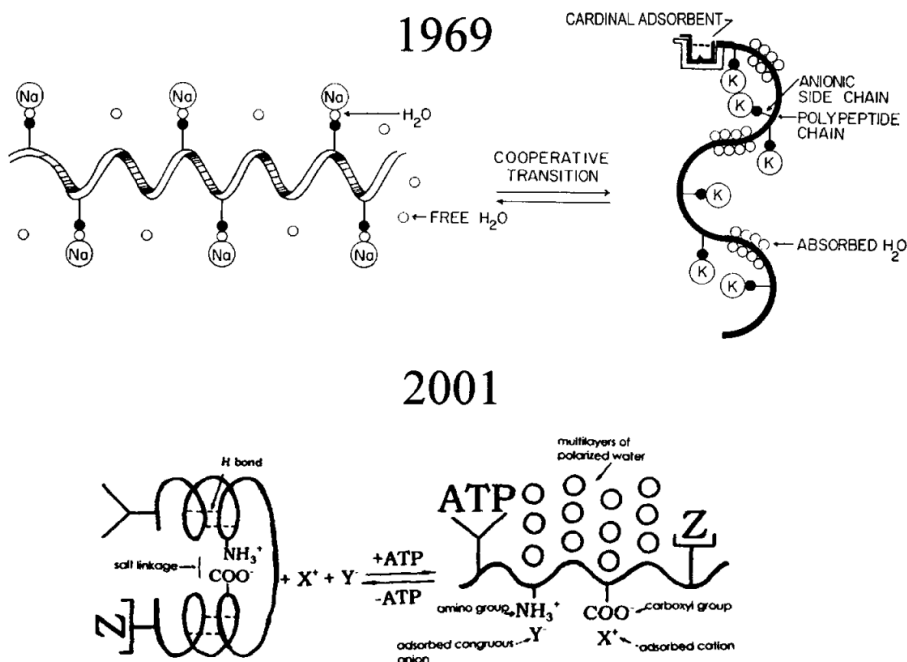 1969
CARDINAL ADSORBENT
Na
Na
Na
H₂O
K
K
K
ANIONIC
SIDE CHAIN
POLYPEPTIDE
CHAIN
COOPERATIVE
TRANSITION
K
FREE H₂O
Na
Na
Na
ABSORBED H₂O
K
K
2001
H bond
NH₃⁺
salt linkage
COO⁻
Z
+ X⁺ + Y⁻
+ATP
-ATP
multilayers of
polarized water
ATP
Z
amino group
NH₃⁺
COO⁻
carboxyl group
adsorbed congruous
anion
Y⁻
X⁺
adsorbed cation